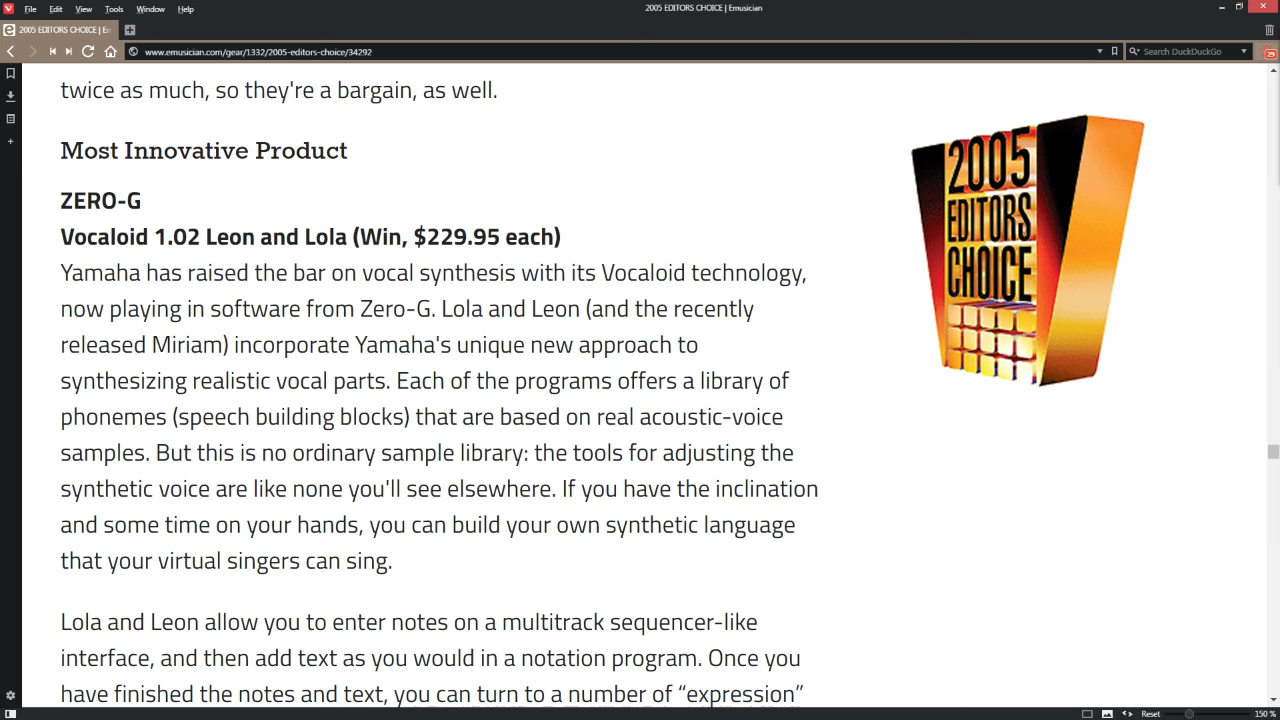 File Edit View Tools Window Help
2005 EDITORS CHOICE | Emusician
2005 EDITORS CHOICE | Em
www.emusician.com/gear/1332/2005-editors-choice/34292
Search DuckDuckGo
29
twice as much, so they're a bargain, as well.
Most Innovative Product
ZERO-G
Vocaloid 1.02 Leon and Lola (Win, $229.95 each)
Yamaha has raised the bar on vocal synthesis with its Vocaloid technology,
now playing in software from Zero-G. Lola and Leon (and the recently
released Miriam) incorporate Yamaha's unique new approach to
synthesizing realistic vocal parts. Each of the programs offers a library of
phonemes (speech building blocks) that are based on real acoustic-voice
samples. But this is no ordinary sample library: the tools for adjusting the
synthetic voice are like none you'll see elsewhere. If you have the inclination
and some time on your hands, you can build your own synthetic language
that your virtual singers can sing.
Lola and Leon allow you to enter notes on a multitrack sequencer-like
interface, and then add text as you would in a notation program. Once you
have finished the notes and text, you can turn to a number of “expression”
2005
EDITORS
CHOICE
Reset
150 %